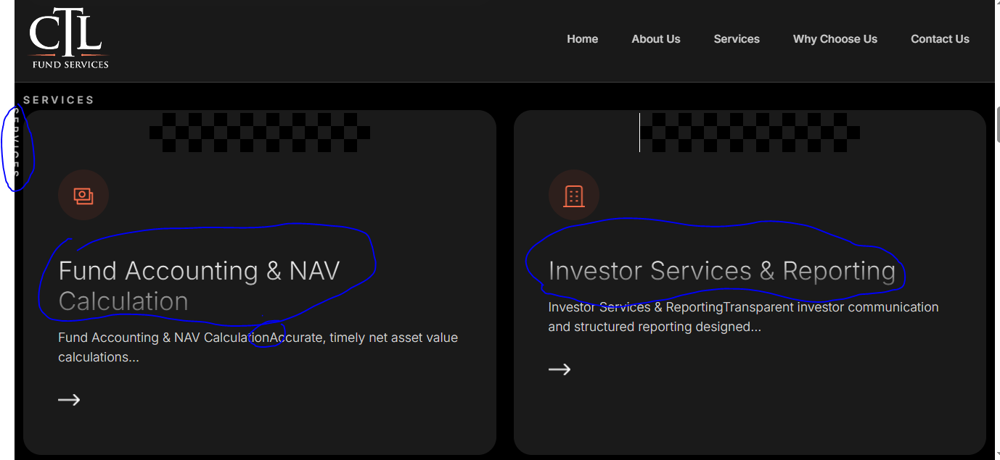 CTL
FUND SERVICES
Home About Us Services Why Choose Us Contact Us
SERVICES
SERVICES
Fund Accounting & NAV
Calculation
Fund Accounting & NAV CalculationAccurate, timely net asset value
calculations...
Investor Services & Reporting
Investor Services & ReportingTransparent investor communication
and structured reporting designed...